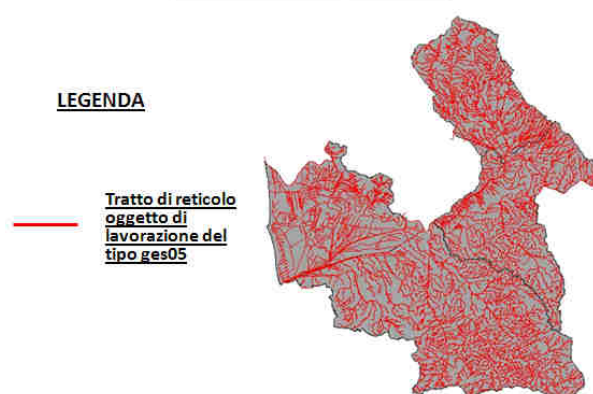 LEGENDA
Tratto di reticolo
oggetto di
lavorazione del
tipo ges05